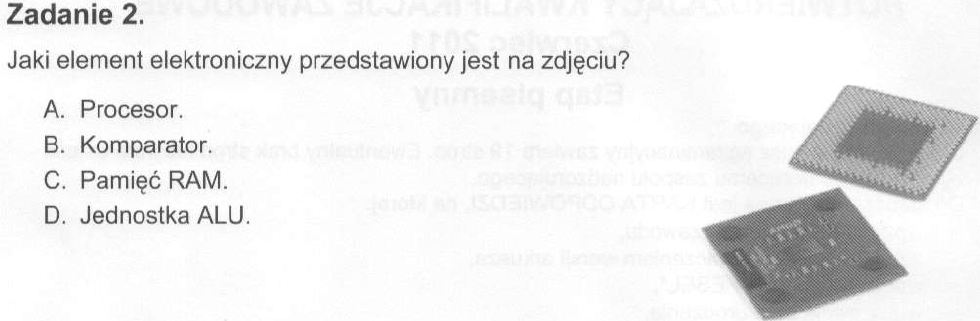 Zadanie 2.
Jaki element elektroniczny przedstawiony jest na zdjęciu?
A. Procesor.
B. Komparator.
C. Pamięć RAM.
D. Jednostka ALU.